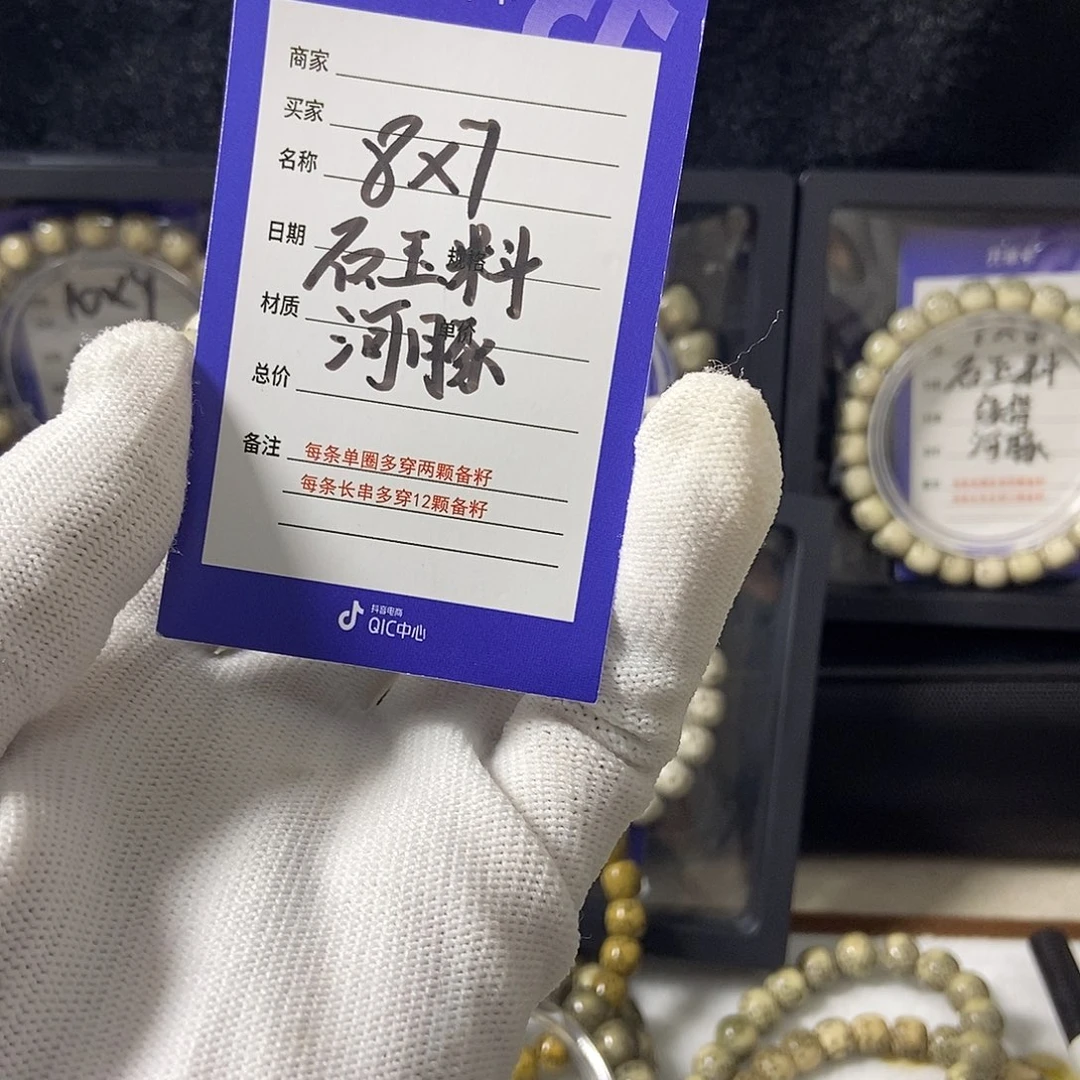 商家
买家
8x7
名称
日期 规格
石玉料
材质 单价
河豚
总价
备注 每条单圈多穿两颗备籽
每条长串多穿12颗备籽
抖音电商
QIC中心
石玉料
河豚